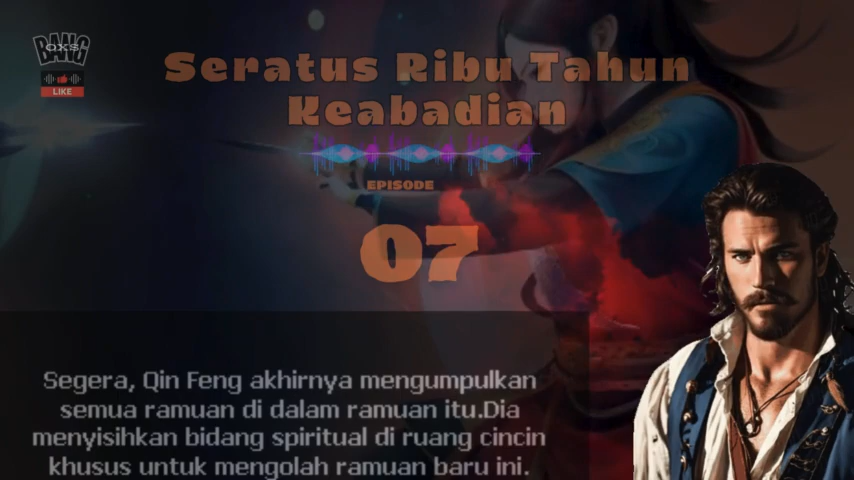 BANG
OXS
LIKE
Seratus Ribu Tahun
Keabadian
EPISODE
07
Segera, Qin Feng akhirnya mengumpulkan
semua ramuan di dalam ramuan itu.Dia
menyisihkan bidang spiritual di ruang cincin
khusus untuk mengolah ramuan baru ini.